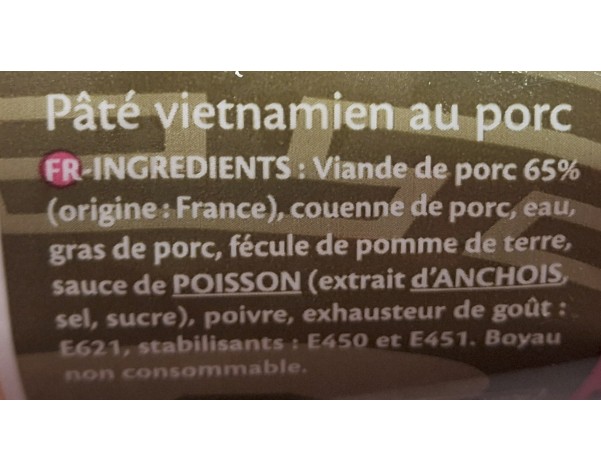 Pâté vietnamien au porc
FR-INGREDIENTS : Viande de porc 65%
(origine : France), couenne de porc, eau,
gras de porc, fécule de pomme de terre,
sauce de POISSON (extrait d'ANCHOIS,
sel, sucre), poivre, exhausteur de goût :
E621, stabilisants : E450 et E451. Boyau
non consommable.